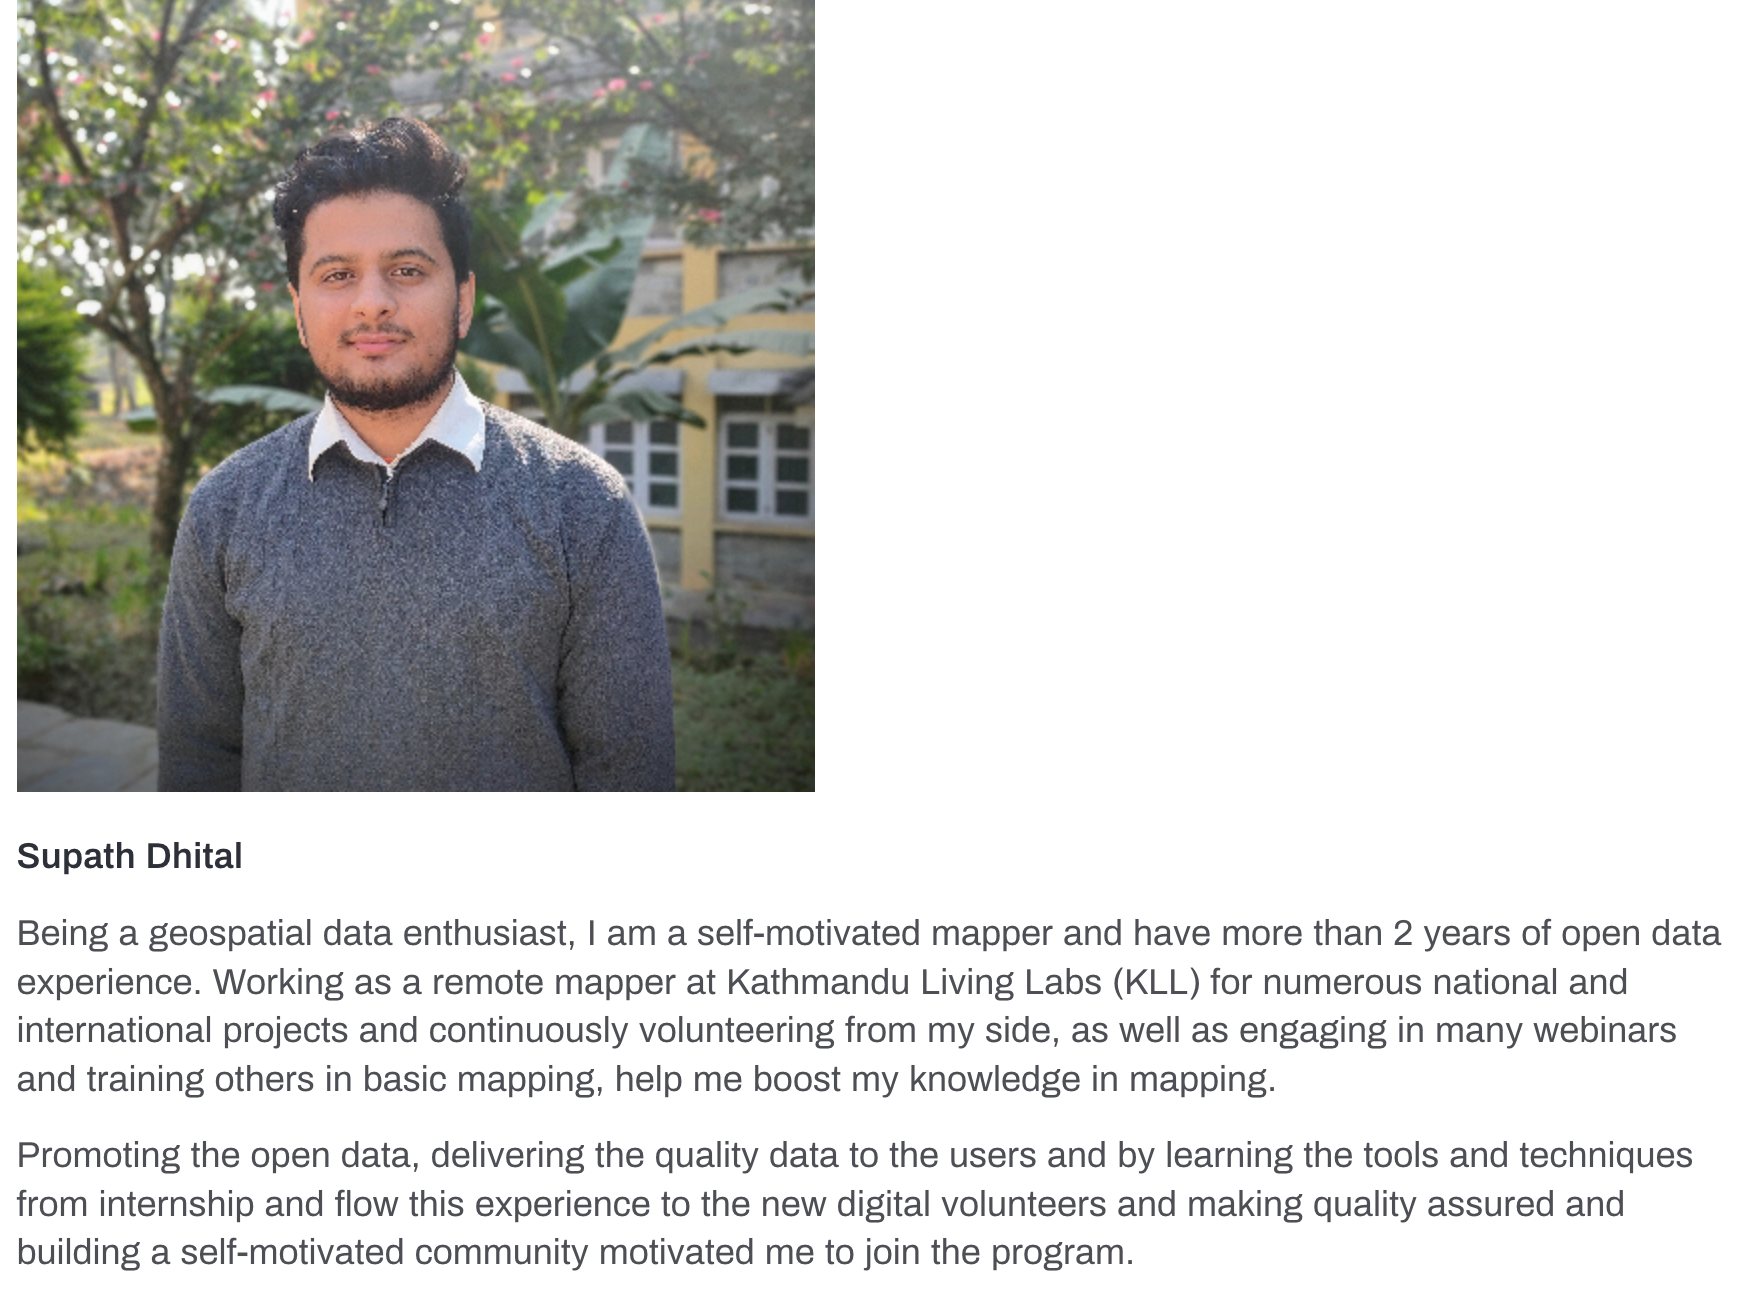 Supath Dhital
Being a geospatial data enthusiast, I am a self-motivated mapper and have more than 2 years of open data
experience. Working as a remote mapper at Kathmandu Living Labs (KLL) for numerous national and
international projects and continuously volunteering from my side, as well as engaging in many webinars
and training others in basic mapping, help me boost my knowledge in mapping.
Promoting the open data, delivering the quality data to the users and by learning the tools and techniques
from internship and flow this experience to the new digital volunteers and making quality assured and
building a self-motivated community motivated me to join the program.